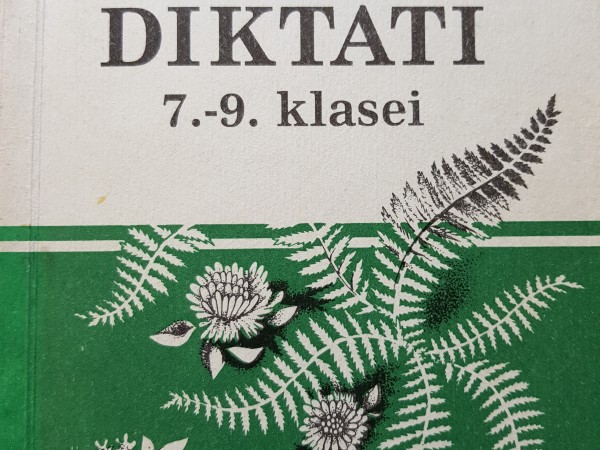 DIKTATI
7.-9. klasei